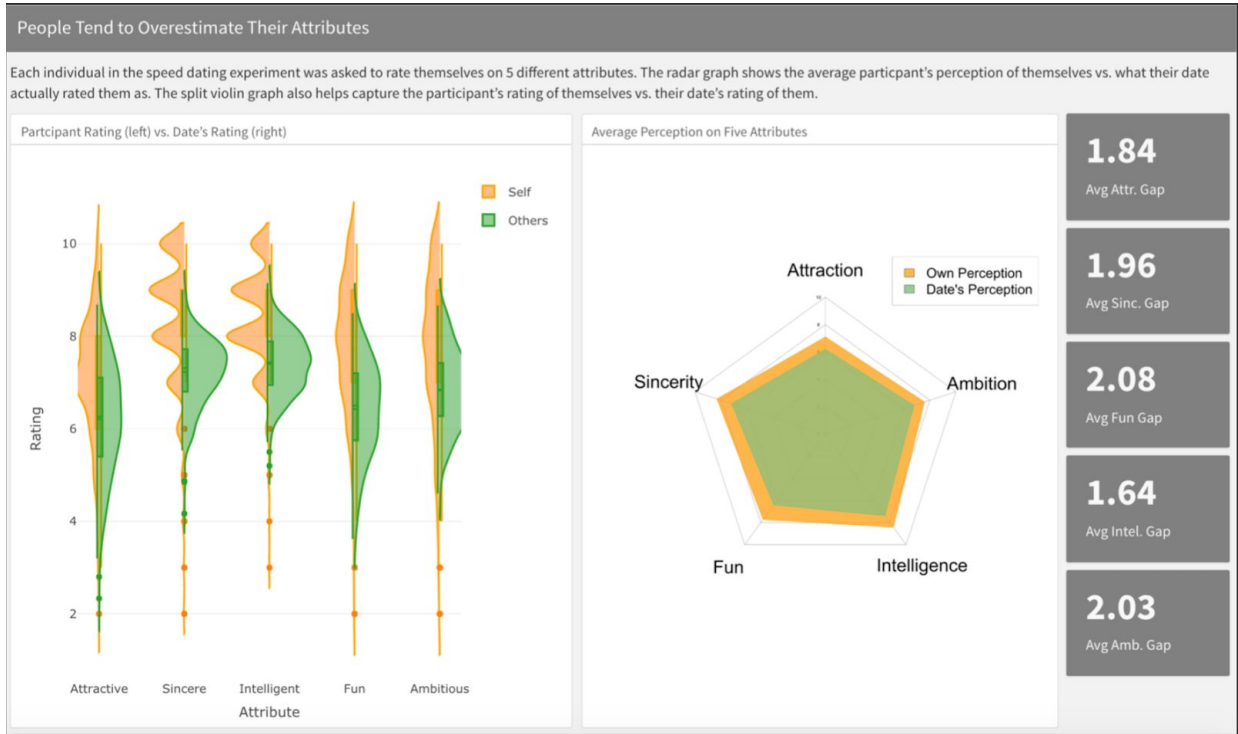 People Tend to Overestimate Their Attributes
Each individual in the speed dating experiment was asked to rate themselves on 5 different attributes. The radar graph shows the average particpant's perception of themselves vs. what their date
actually rated them as. The split violin graph also helps capture the participant's rating of themselves vs. their date's rating of them.
Partcipant Rating (left) vs. Date's Rating (right)
Self
Others
10
8
6
4
2
Rating
Attractive Sincere Intelligent Fun Ambitious
Attribute
Average Perception on Five Attributes
Own Perception
Date's Perception
Attraction
Sincerity
Ambition
Fun
Intelligence
1.84
Avg Attr. Gap
1.96
Avg Sinc. Gap
2.08
Avg Fun Gap
1.64
Avg Intel. Gap
2.03
Avg Amb. Gap